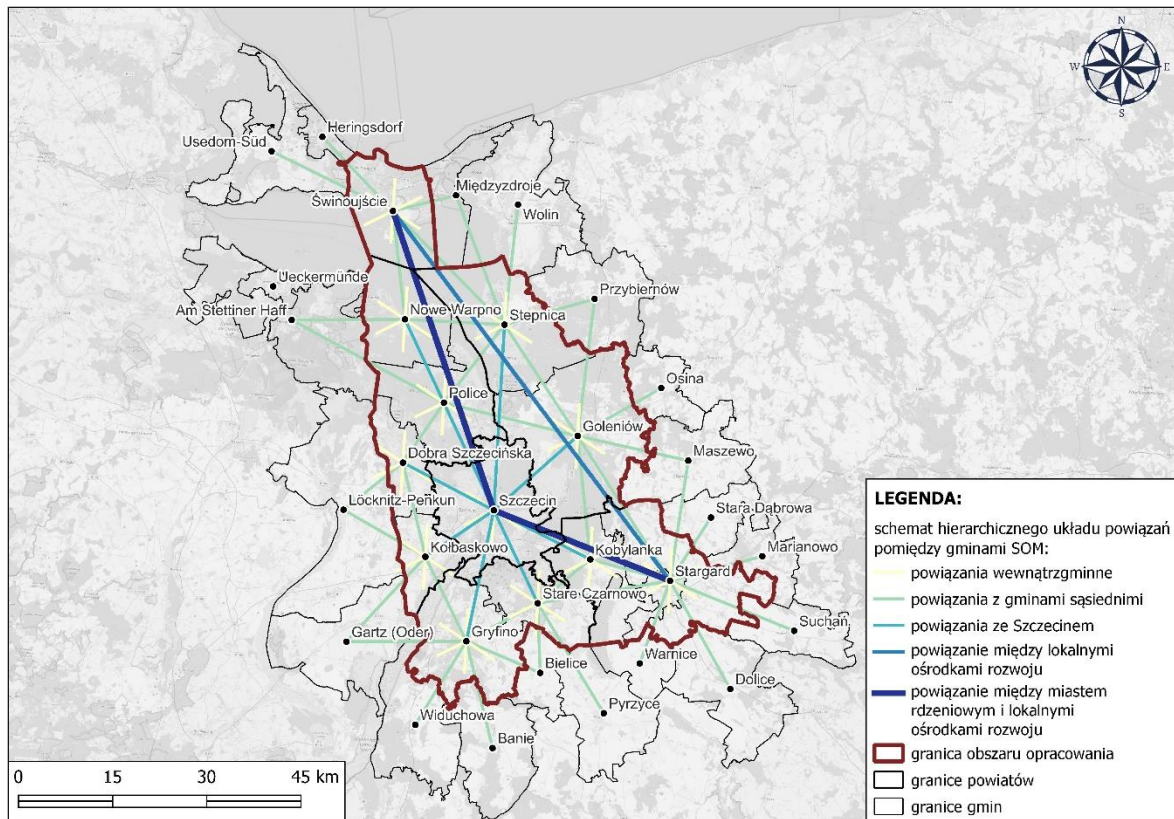 N
W
E
S
Heringsdorf
Usedom-Süd
Międzyzdroje
Świnoujście
Wolin
Ueckermünde
Przybiernów
Am Stettiner Haff
Nowe Warpno
Stepnica
Osina
Police
Goleniów
Dobra Szczecińska
Maszewo
Löcknitz-Penkun
Szczecin
Stara Dąbrowa
Kołbaskowo
Kobylanka
Marianowo
Stargard
Stare Czarnowo
Suchań
Gartz (Oder)
Gryfino
Warnice
Bielice
Dolice
Pyrzyce
Widuchowa
Banie
0 15 30 45 km
LEGENDA:
schemat hierarchicznego układu powiązań
pomiędzy gminami SOM:
powiązania wewnątrzgminne
powiązania z gminami sąsiednimi
powiązania ze Szczecinem
powiązanie między lokalnymi
ośrodkami rozwoju
powiązanie między miastem
rdzeniowym i lokalnymi
ośrodkami rozwoju
granica obszaru opracowania
granice powiatów
granice gmin